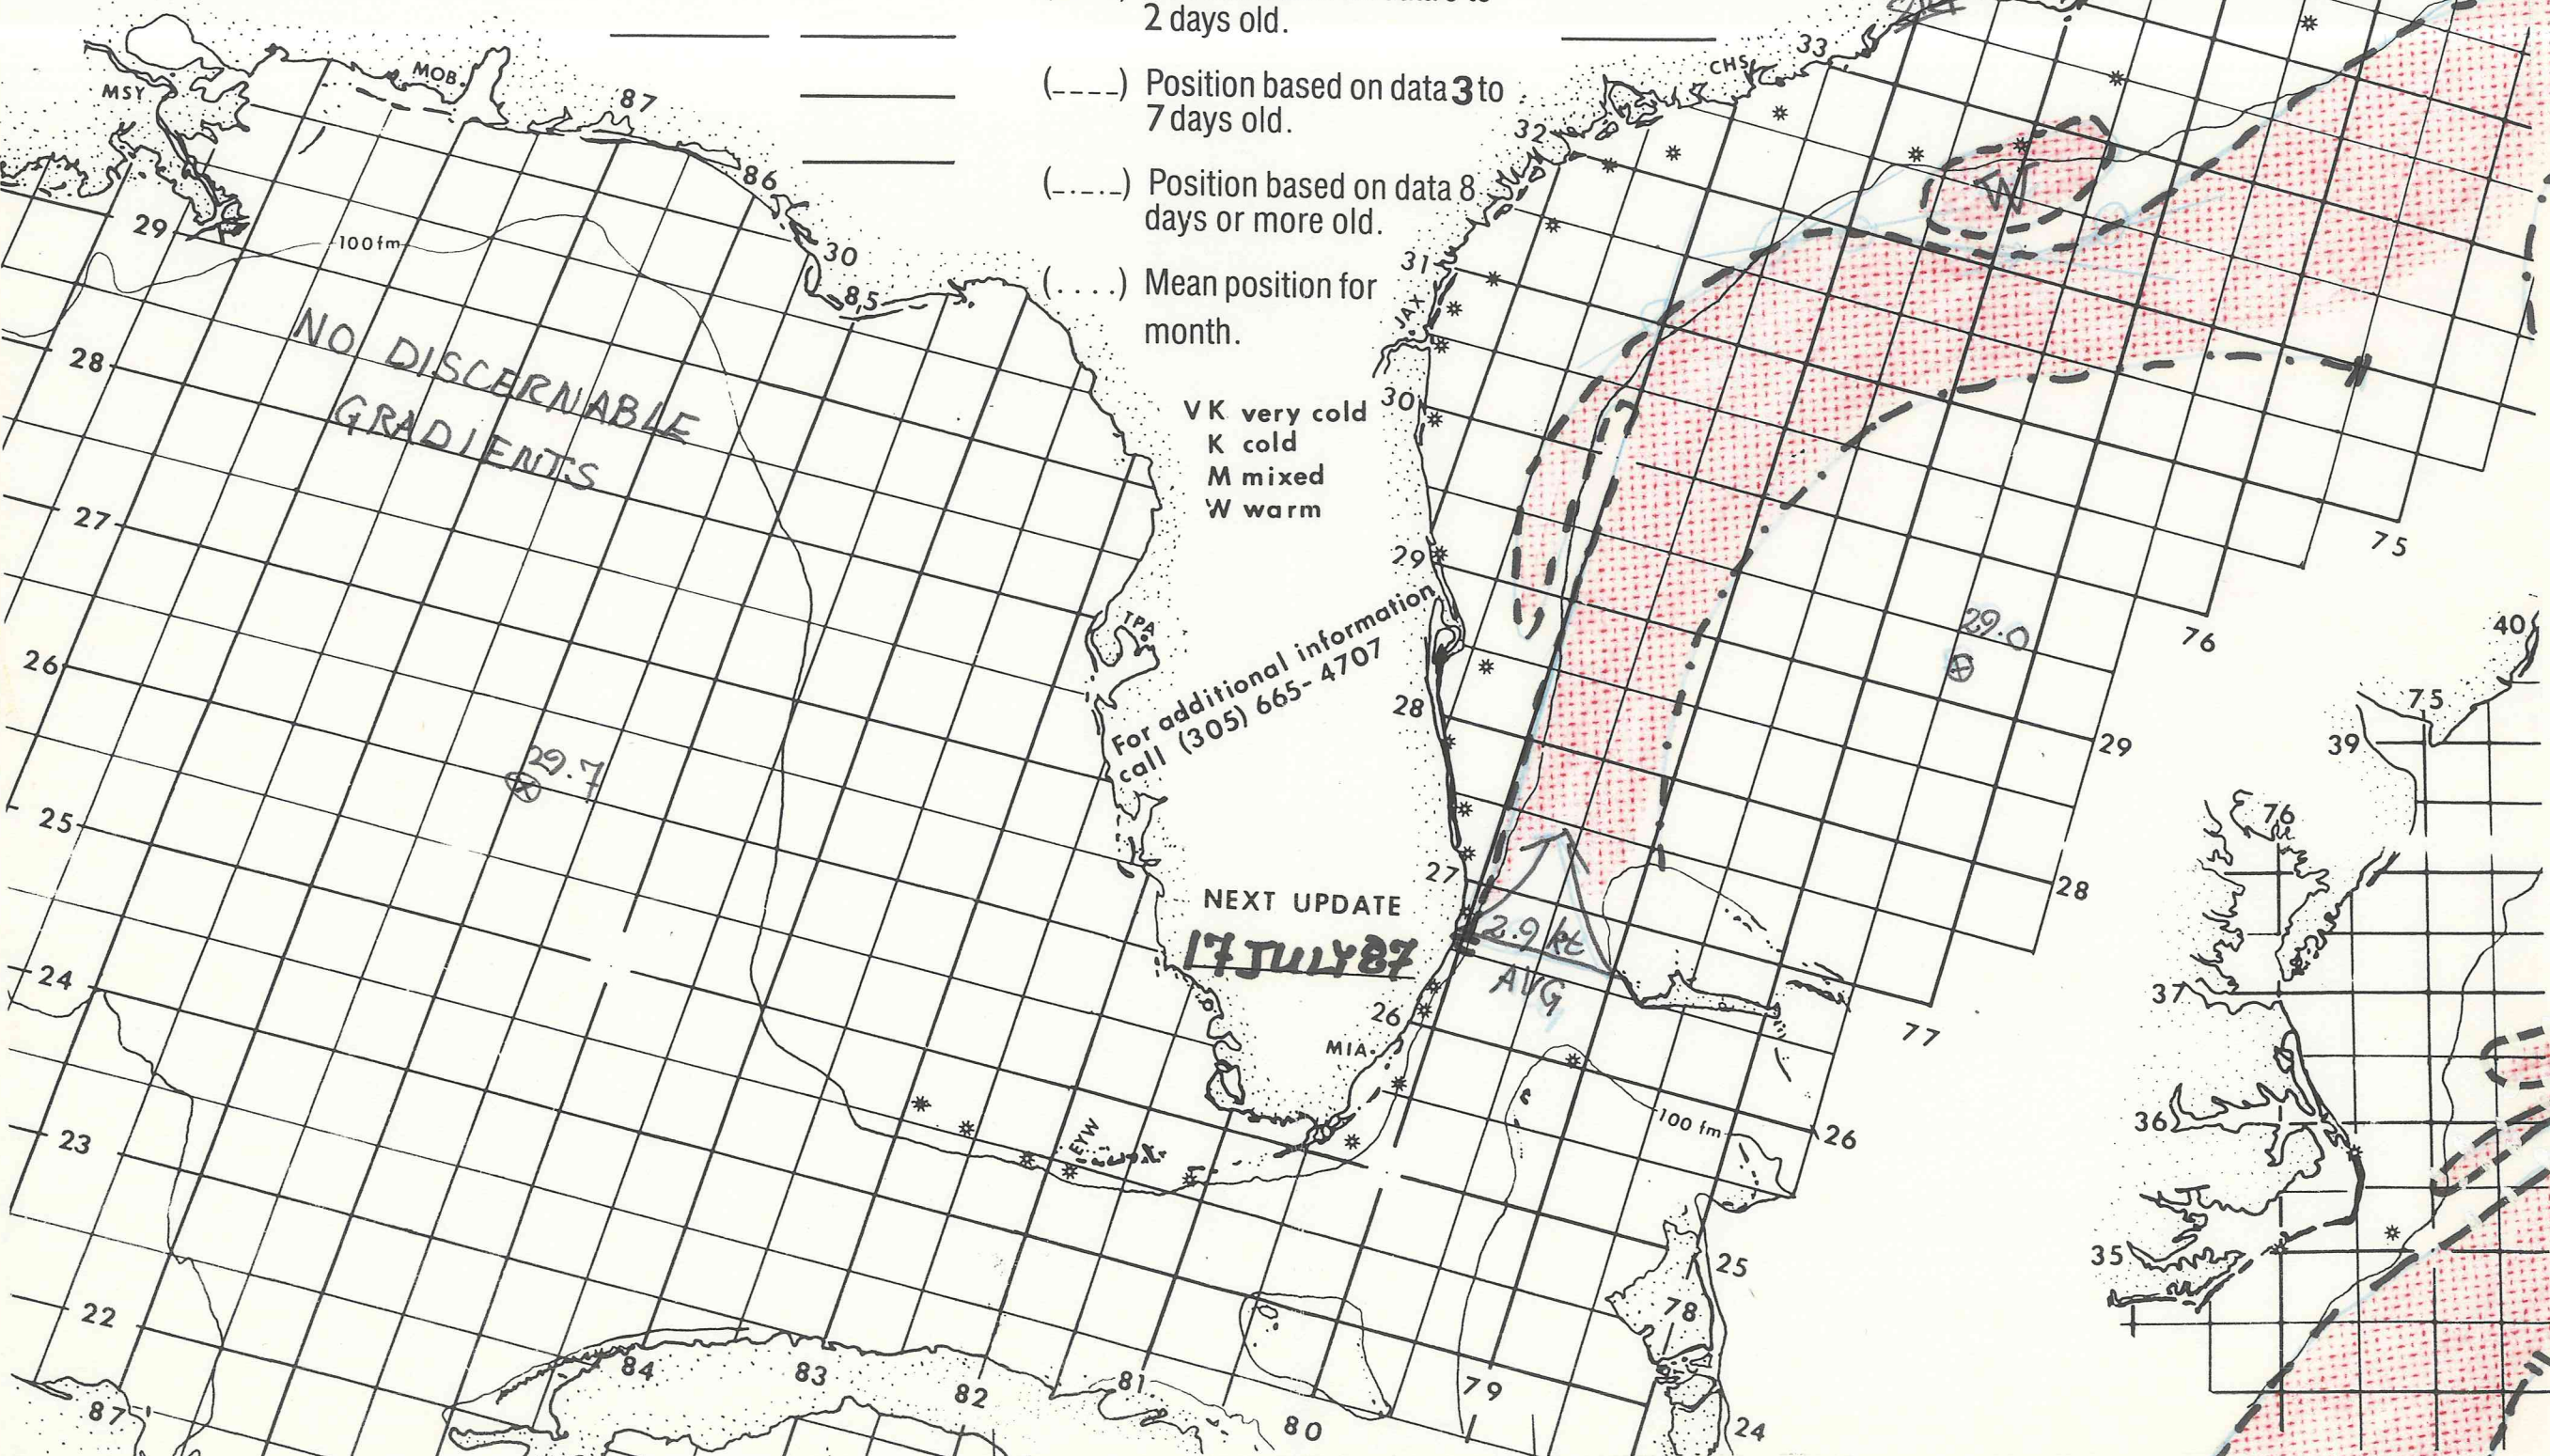 2 days old.
(----) Position based on data 3 to
7 days old.
(_._._) Position based on data 8
days or more old.
(....) Mean position for
month.
VK very cold
K cold
M mixed
W warm
For additional information
call (305) 665-4707
NEXT UPDATE
17 JULY 87
NO DISCERNABLE
GRADIENTS
MSY
MOB.
87
86
30
85
29
100fm
28
27
26
25
24
23
22
87
84
83
82
81
80
79
78
29.7
TPA
EYW
MIA.
JAX
CHS
33
32
31
30
29
28
27
26
W
2.9 kt
AVG
29.0
75
76
29
28
77
26
100 fm
25
24
40
75
39
76
37
36
35